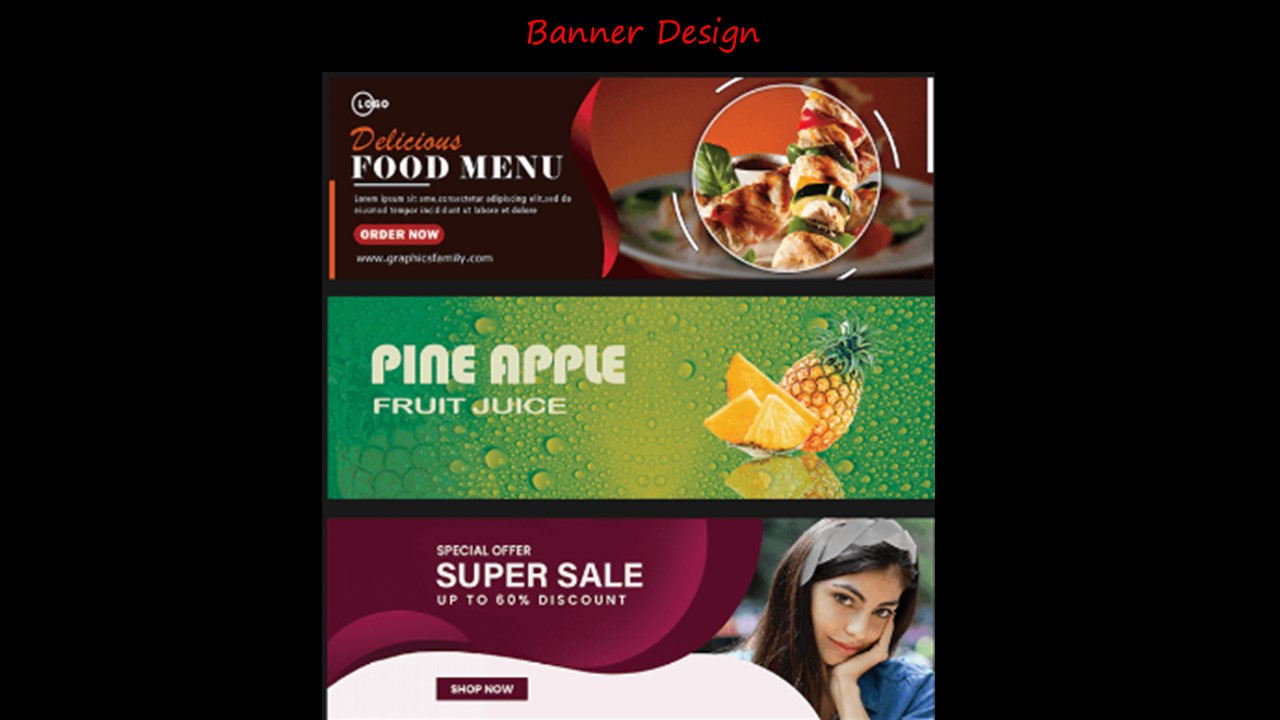 Banner Design
LOGO
Delicious
FOOD MENU
Lorem ipsum sit ame,consectetur adipiscing elit,sed do
eiusmod tempor incididunt ut labore et dolore
ORDER NOW
www.graphicsfamily.com
PINE APPLE
FRUIT JUICE
SPECIAL OFFER
SUPER SALE
UP TO 60% DISCOUNT
SHOP NOW